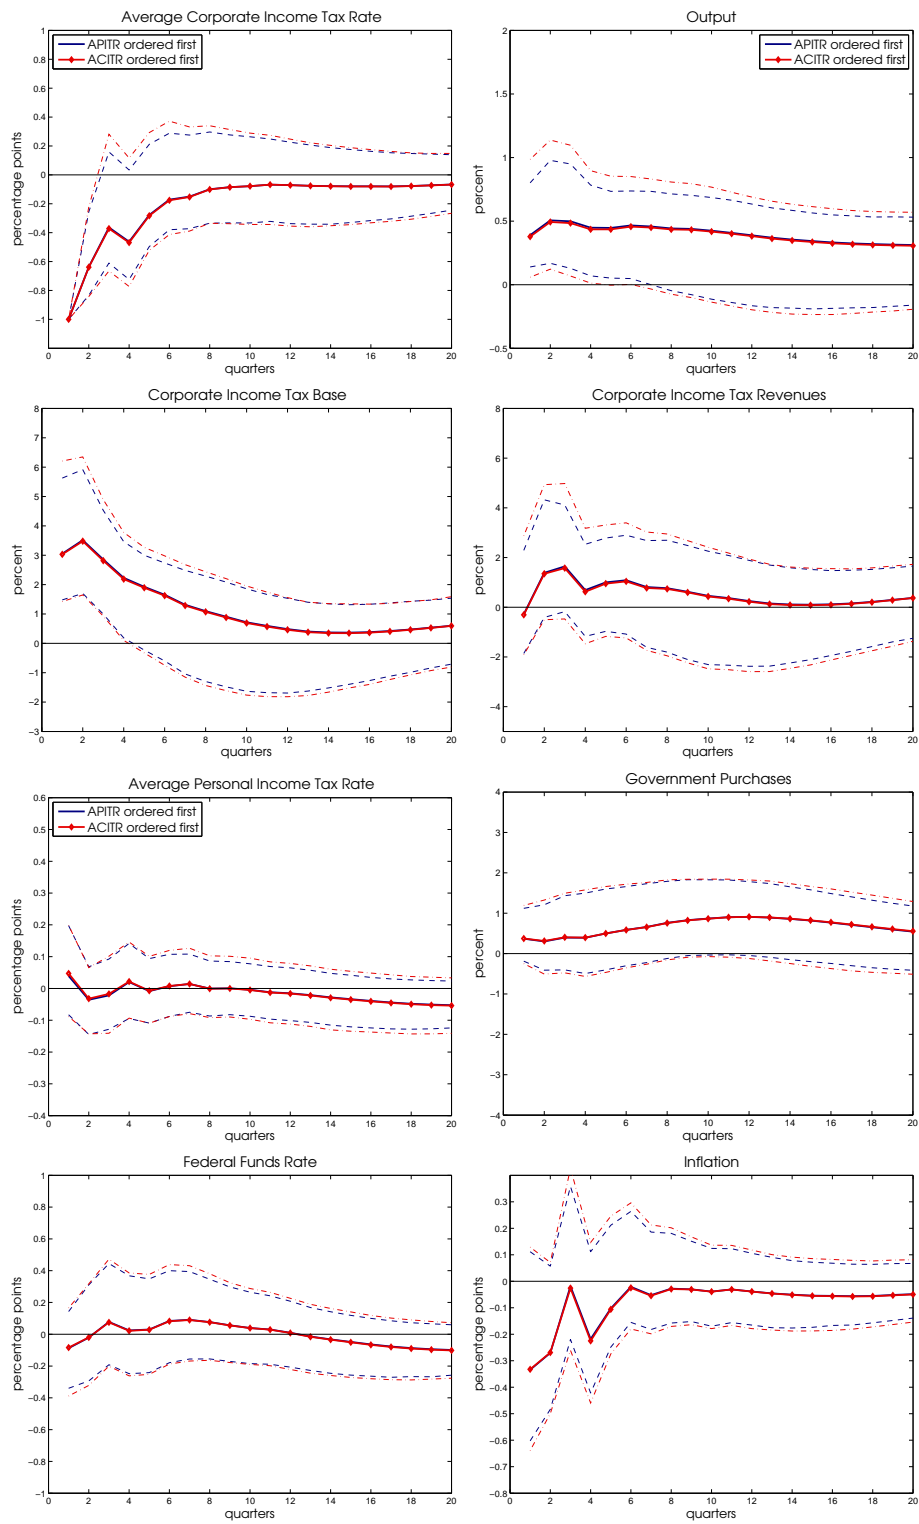 Average Corporate Income Tax Rate
1
APITR ordered first
ACITR ordered first
0.8
0.6
0.4
0.2
0
−0.2
−0.4
−0.6
−0.8
−1
percentage points
0 2 4 6 8 10 12 14 16 18 20
quarters
Output
2
APITR ordered first
ACITR ordered first
1.5
1
0.5
0
−0.5
percent
0 2 4 6 8 10 12 14 16 18 20
quarters
Corporate Income Tax Base
8
7
6
5
4
3
2
1
0
−1
−2
−3
percent
0 2 4 6 8 10 12 14 16 18 20
quarters
Corporate Income Tax Revenues
8
6
4
2
0
−2
−4
percent
0 2 4 6 8 10 12 14 16 18 20
quarters
Average Personal Income Tax Rate
0.6
APITR ordered first
ACITR ordered first
0.5
0.4
0.3
0.2
0.1
0
−0.1
−0.2
−0.3
−0.4
percentage points
0 2 4 6 8 10 12 14 16 18 20
quarters
Government Purchases
4
3
2
1
0
−1
−2
−3
−4
percent
0 2 4 6 8 10 12 14 16 18 20
quarters
Federal Funds Rate
1
0.8
0.6
0.4
0.2
0
−0.2
−0.4
−0.6
−0.8
−1
percentage points
0 2 4 6 8 10 12 14 16 18 20
quarters
Inflation
0.3
0.2
0.1
0
−0.1
−0.2
−0.3
−0.4
−0.5
−0.6
−0.7
−0.8
percentage points
0 2 4 6 8 10 12 14 16 18 20
quarters